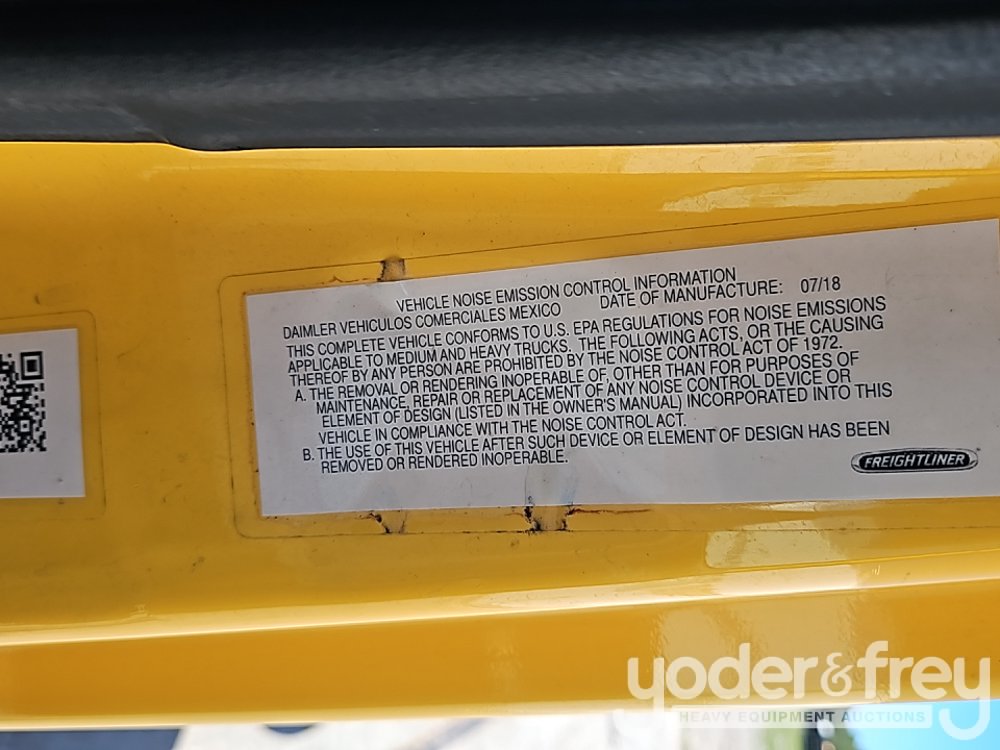 VEHICLE NOISE EMISSION CONTROL INFORMATION
DAIMLER VEHICULOS COMERCIALES MEXICO DATE OF MANUFACTURE: 07/18
THIS COMPLETE VEHICLE CONFORMS TO U.S. EPA REGULATIONS FOR NOISE EMISSIONS
APPLICABLE TO MEDIUM AND HEAVY TRUCKS. THE FOLLOWING ACTS, OR THE CAUSING
THEREOF BY ANY PERSON ARE PROHIBITED BY THE NOISE CONTROL ACT OF 1972.
A. THE REMOVAL OR RENDERING INOPERABLE OF, OTHER THAN FOR PURPOSES OF
MAINTENANCE, REPAIR OR REPLACEMENT OF ANY NOISE CONTROL DEVICE OR
ELEMENT OF DESIGN (LISTED IN THE OWNER'S MANUAL) INCORPORATED INTO THIS
VEHICLE IN COMPLIANCE WITH THE NOISE CONTROL ACT.
B. THE USE OF THIS VEHICLE AFTER SUCH DEVICE OR ELEMENT OF DESIGN HAS BEEN
REMOVED OR RENDERED INOPERABLE.
FREIGHTLINER
yoder&frey
HEAVY EQUIPMENT AUCTIONS